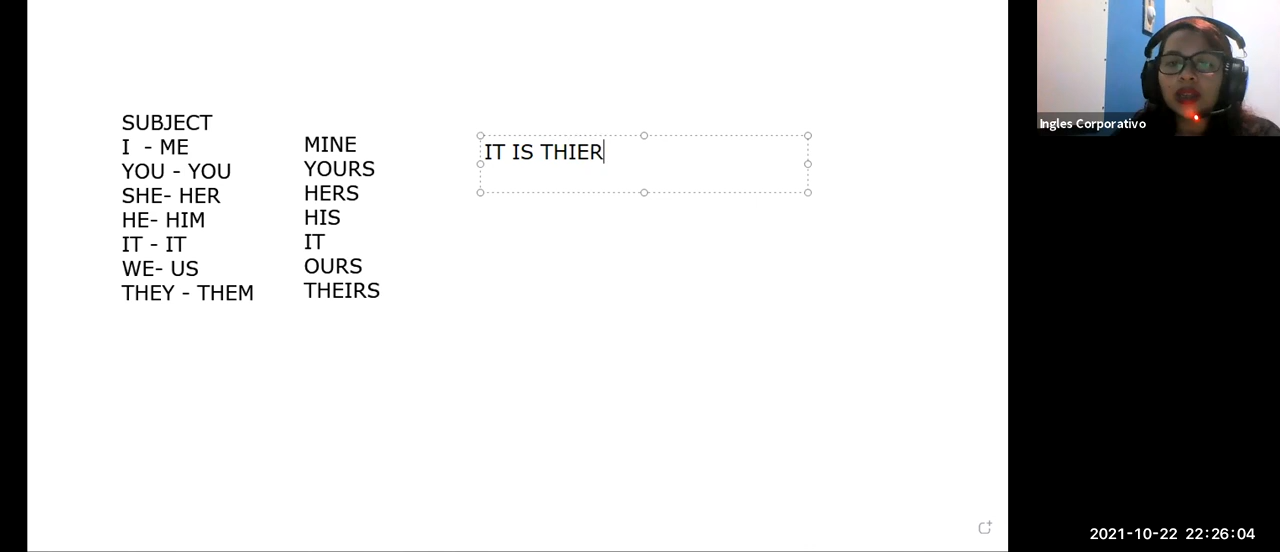 SUBJECT
I - ME
YOU - YOU
SHE- HER
HE- HIM
IT - IT
WE- US
THEY - THEM
MINE
YOURS
HERS
HIS
IT
OURS
THEIRS
IT IS THIER
Ingles Corporativo
2021-10-22 22:26:04